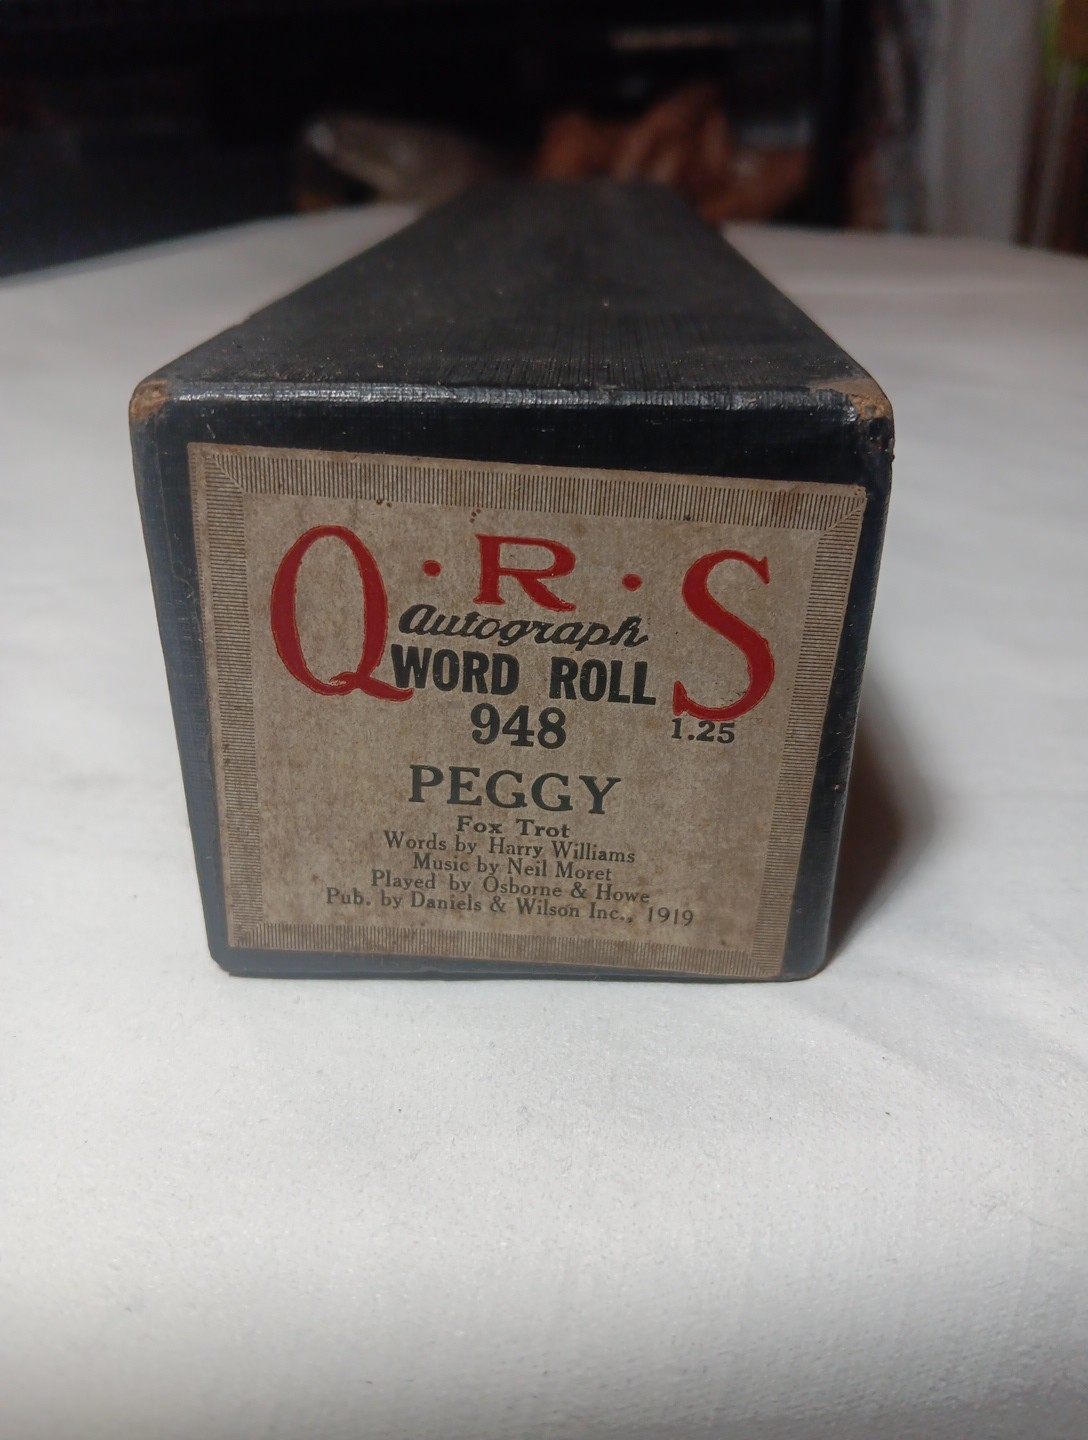 Q·R·S
Autograph
WORD ROLL
948
1.25
PEGGY
Fox Trot
Words by Harry Williams
Music by Neil Moret
Played by Osborne & Howe
Pub. by Daniels & Wilson Inc., 1919